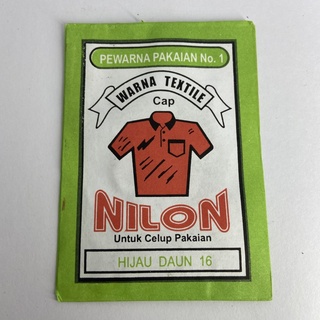 PEWARNA PAKAIAN No. 1
WARNA TEXTILE
Cap
NILON
Untuk Celup Pakaian
HIJAU DAUN 16